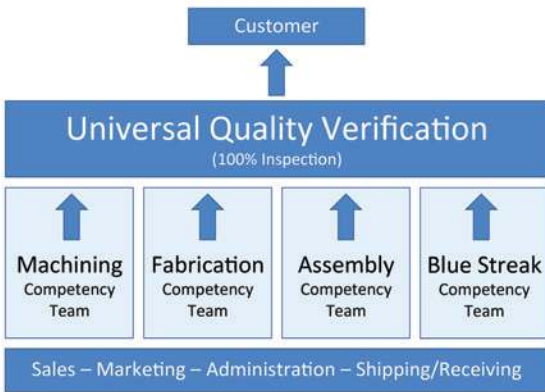 Customer
Universal Quality Verification
(100% Inspection)
Machining
Competency
Team
Fabrication
Competency
Team
Assembly
Competency
Team
Blue Streak
Competency
Team
Sales – Marketing – Administration – Shipping/Receiving